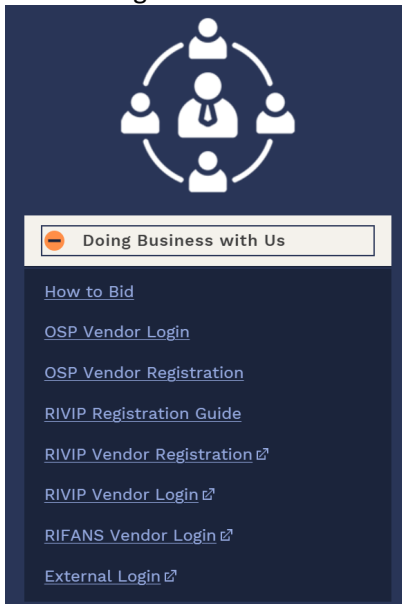 Doing Business with Us
How to Bid
OSP Vendor Login
OSP Vendor Registration
RIVIP Registration Guide
RIVIP Vendor Registration
RIVIP Vendor Login
RIFANS Vendor Login
External Login